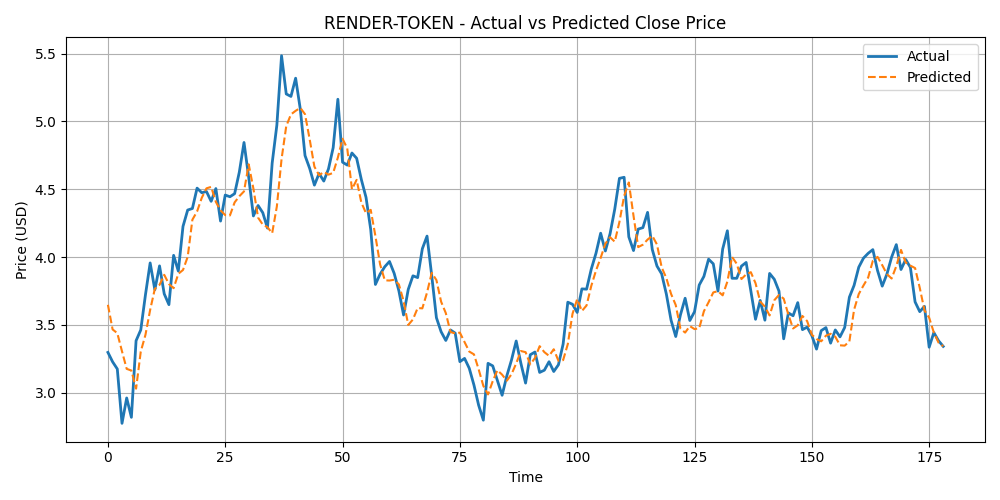 RENDER-TOKEN - Actual vs Predicted Close Price
Actual
Predicted
Price (USD)
5.5
5.0
4.5
4.0
3.5
3.0
0 25 50 75 100 125 150 175
Time